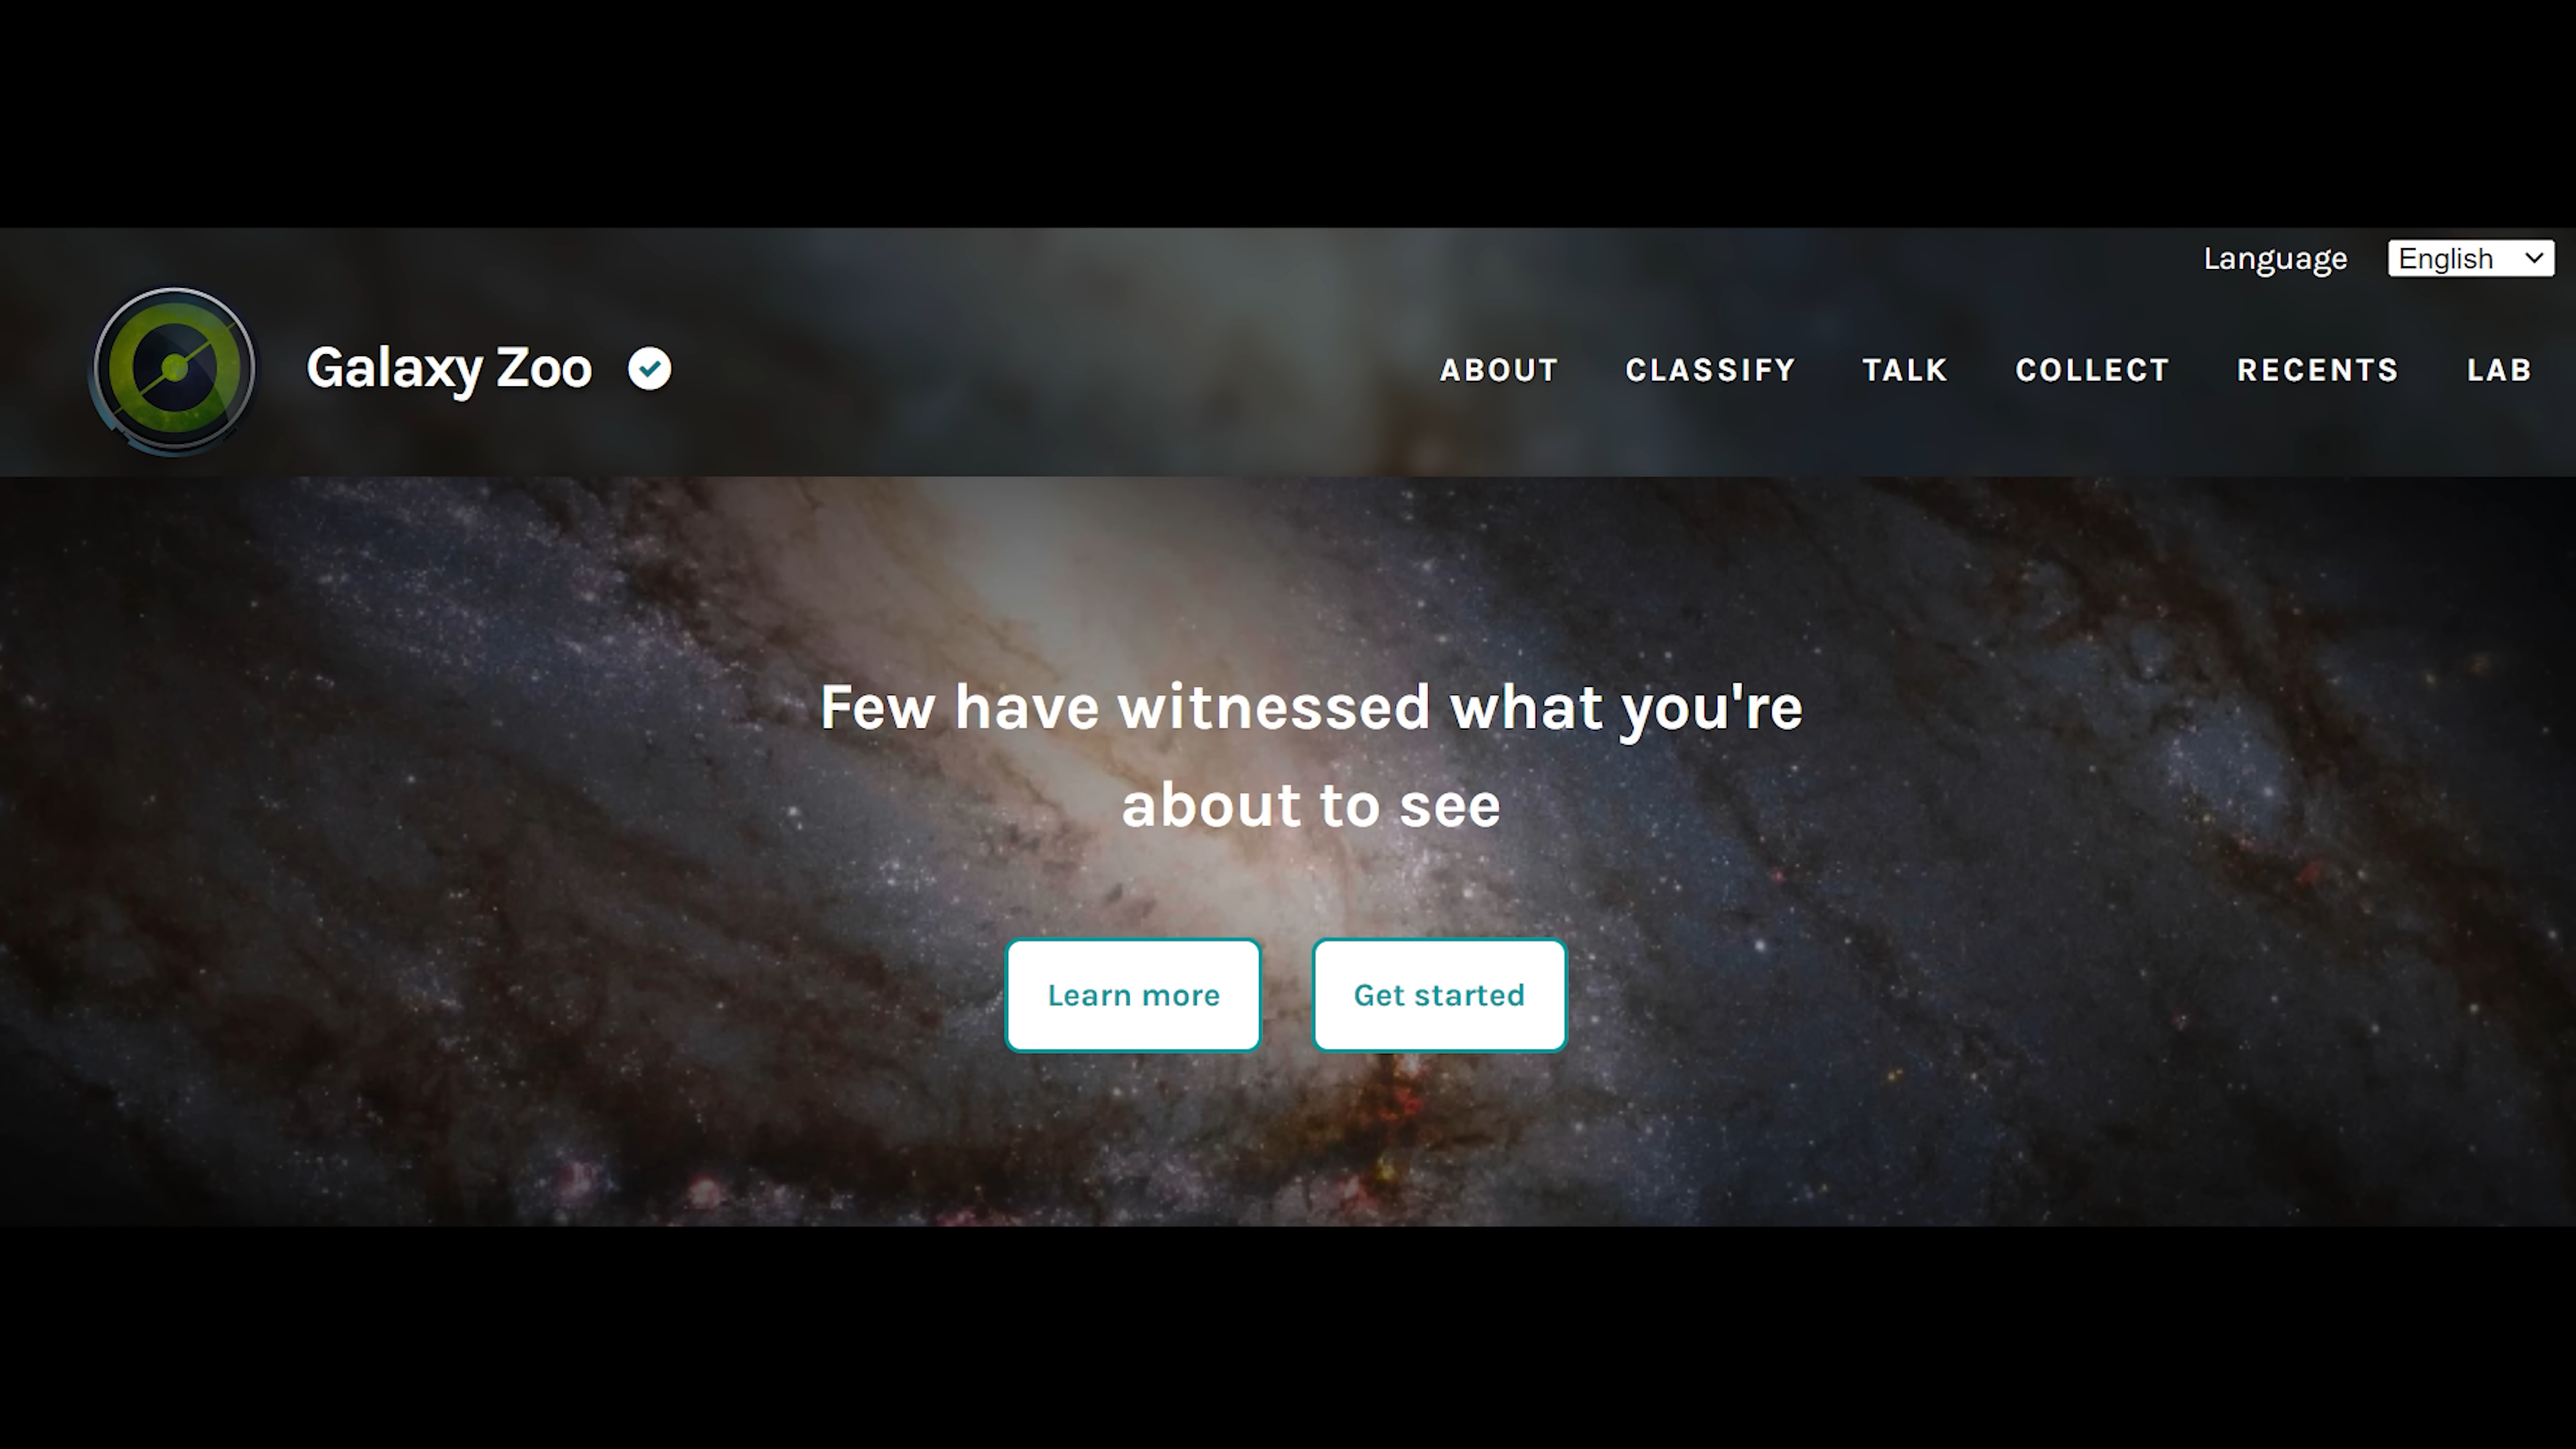 Language English
Galaxy Zoo
ABOUT CLASSIFY TALK COLLECT RECENTS LAB
Few have witnessed what you're
about to see
Learn more Get started